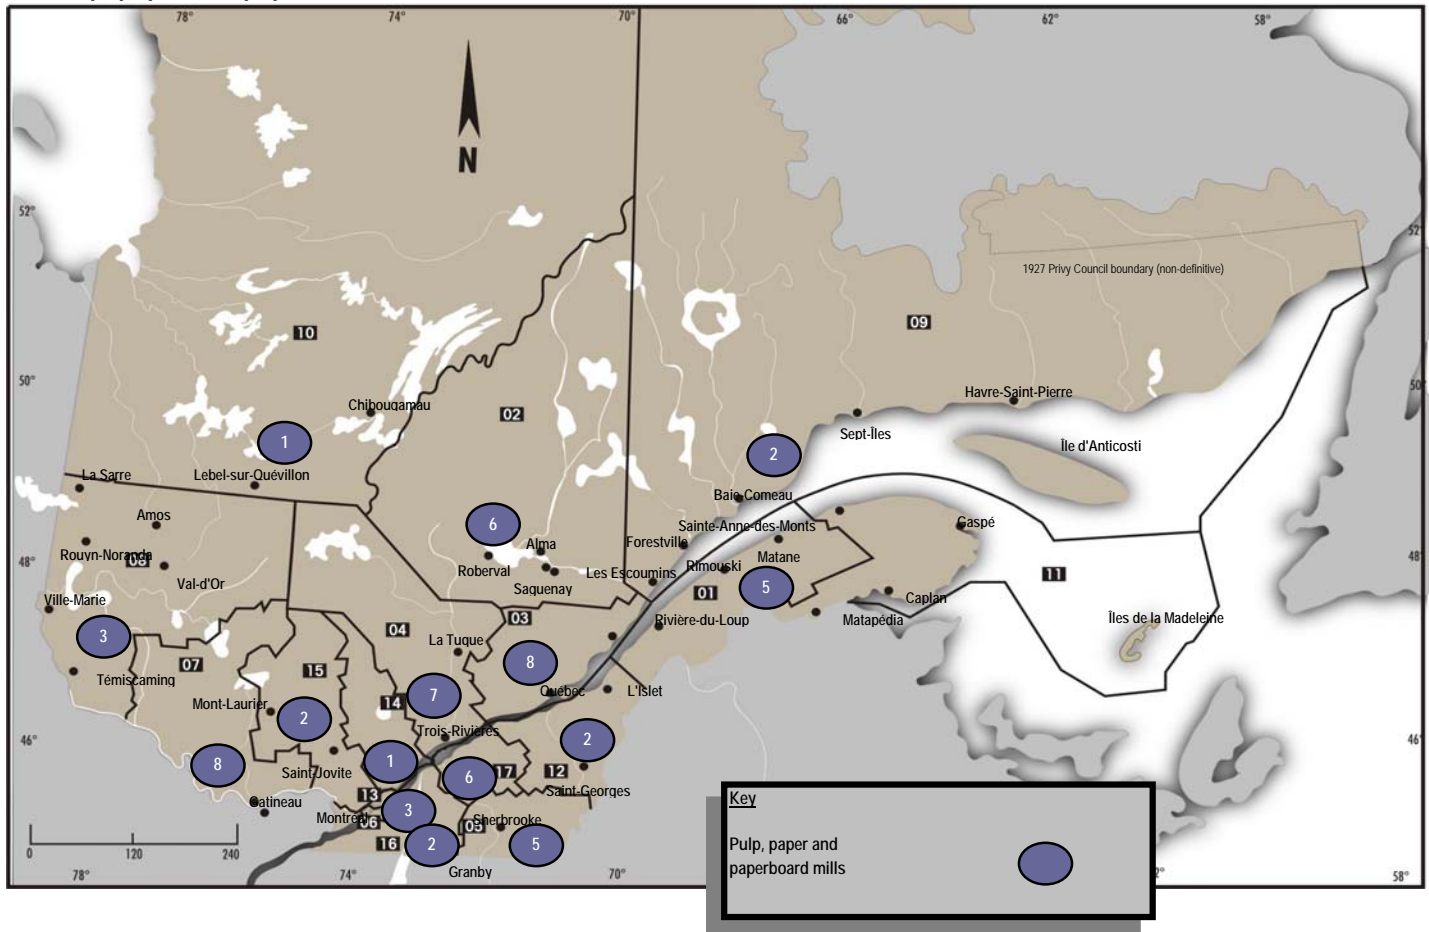 78°
74°
70°
66°
62°
58°
N
52°
52°
1927 Privy Council boundary (non-definitive)
10
09
50°
50°
Chibougamau
02
Havre-Saint-Pierre
Sept-Îles
1
2
Île d'Anticosti
La Sarre
Lebel-sur-Quévillon
Baie-Comeau
Amos
6
Sainte-Anne-des-Monts
Gaspé
Rouyn-Noranda
08
48°
Alma
Forestville
Matane
48°
Val-d'Or
Roberval
Saguenay
Les Escoumins
Rimouski
5
11
Ville-Marie
01
Caplan
3
04
03
Rivière-du-Loup
Matapédia
Îles de la Madeleine
La Tuque
07
15
8
Témiscaming
Mont-Laurier
2
14
7
Québec
L'Islet
46°
Trois-Rivières
2
46°
8
Saint-Jovite
1
6
17
12
Saint-Georges
13
Gatineau
Montréal
06
3
05
Sherbrooke
16
2
5
Granby
0
120
240
78°
74°
70°
58°
Key
Pulp, paper and
paperboard mills